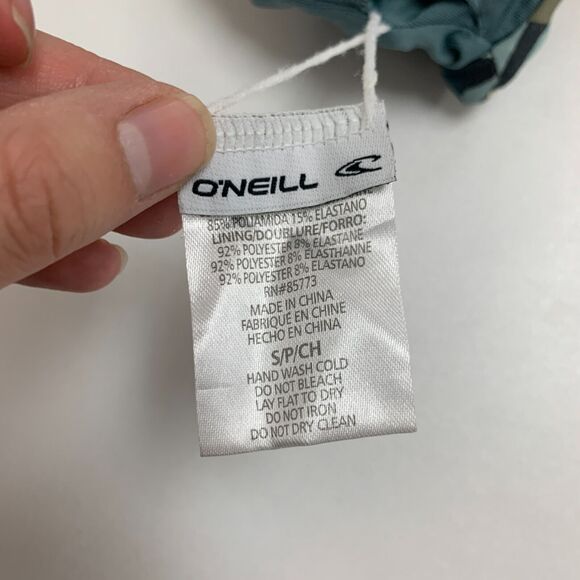 O'NEILL
85% POLIAMIDA 15% ELASTANO
LINING/DOUBLURE/FORRO:
92% POLYESTER 8% ELASTANE
92% POLYESTER 8% ELASTHANNE
92% POLYESTER 8% ELASTANO
RN#85773
MADE IN CHINA
FABRIQUÉ EN CHINE
HECHO EN CHINA
S/P/CH
HAND WASH COLD
DO NOT BLEACH
LAY FLAT TO DRY
DO NOT IRON
DO NOT DRY CLEAN